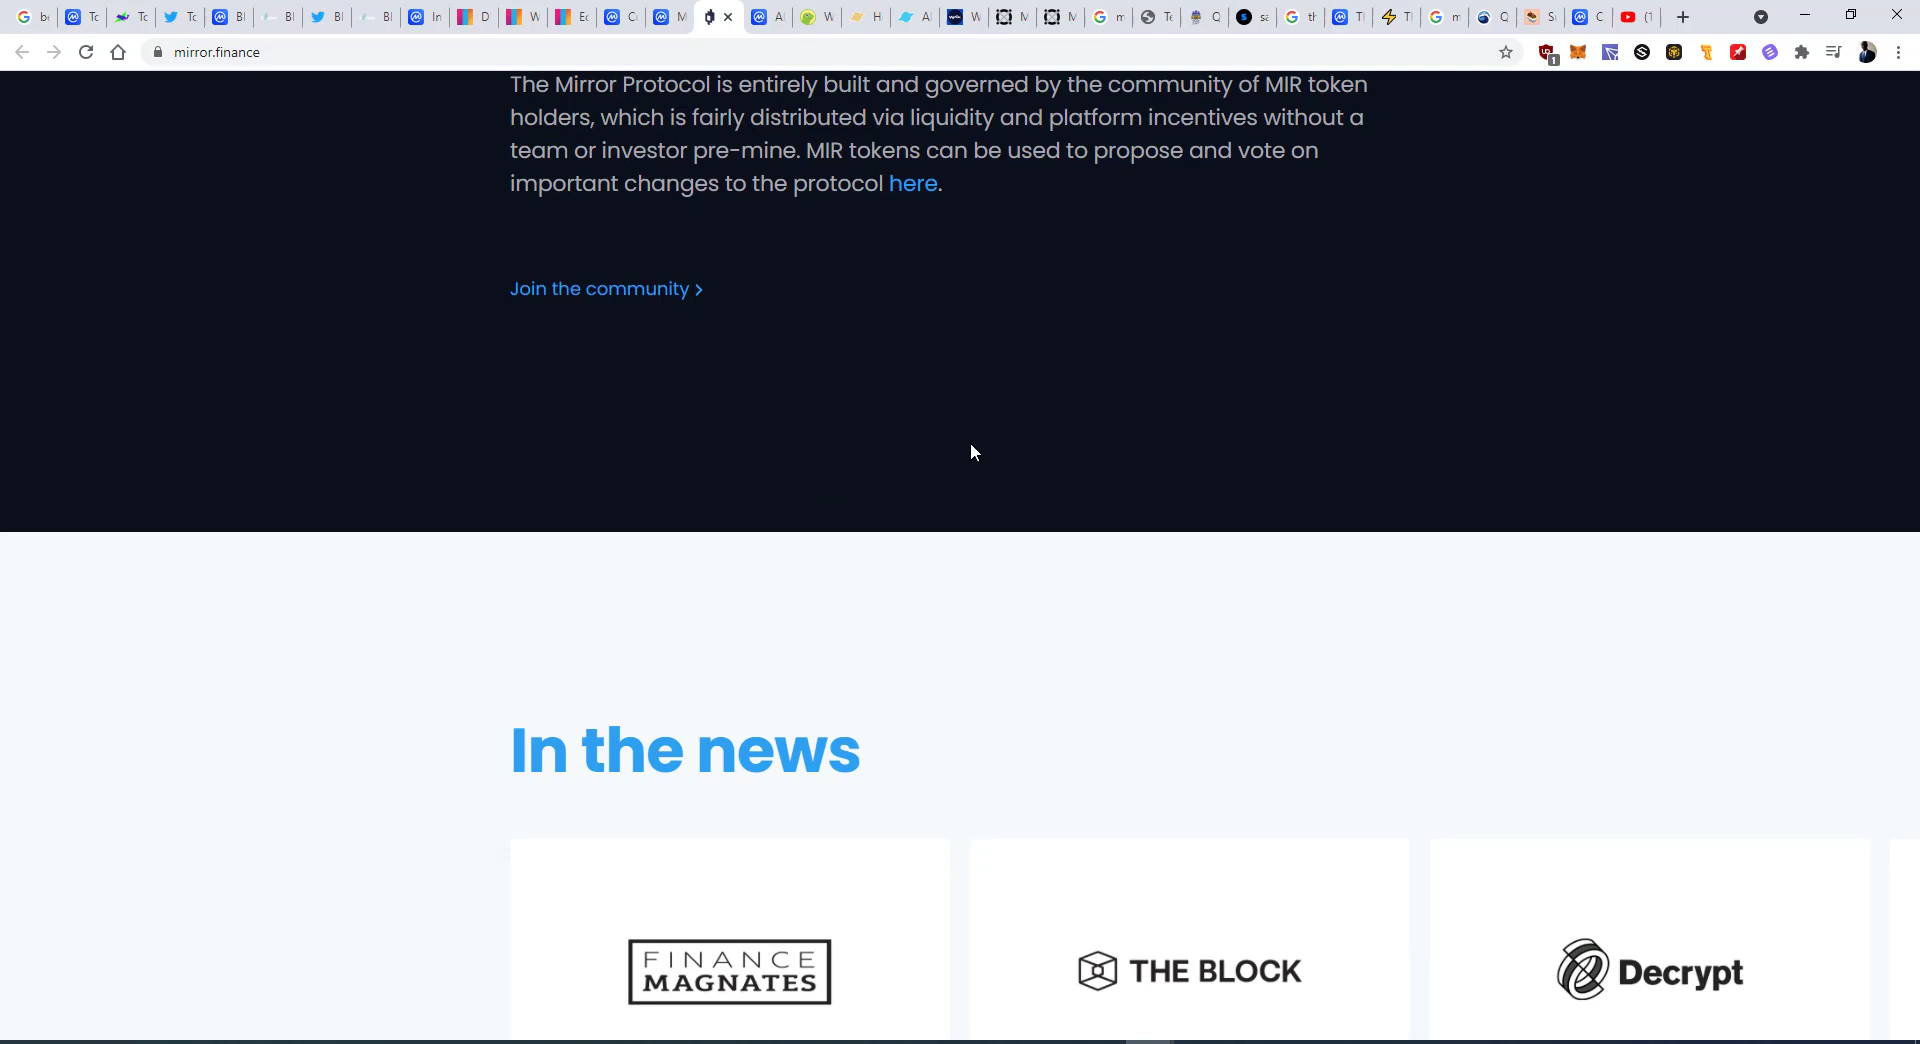 mirror.finance
The Mirror Protocol is entirely built and governed by the community of MIR token
holders, which is fairly distributed via liquidity and platform incentives without a
team or investor pre-mine. MIR tokens can be used to propose and vote on
important changes to the protocol here.
Join the community >
In the news
FINANCE
MAGNATES
THE BLOCK
Decrypt